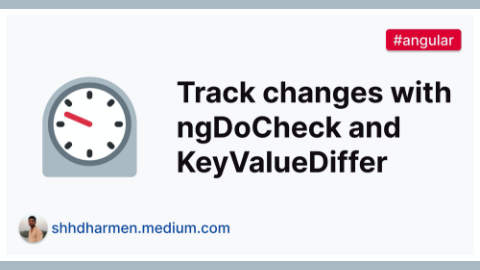 #angular
Track changes with
ngDoCheck and
KeyValueDiffer
shhdharmen.medium.com